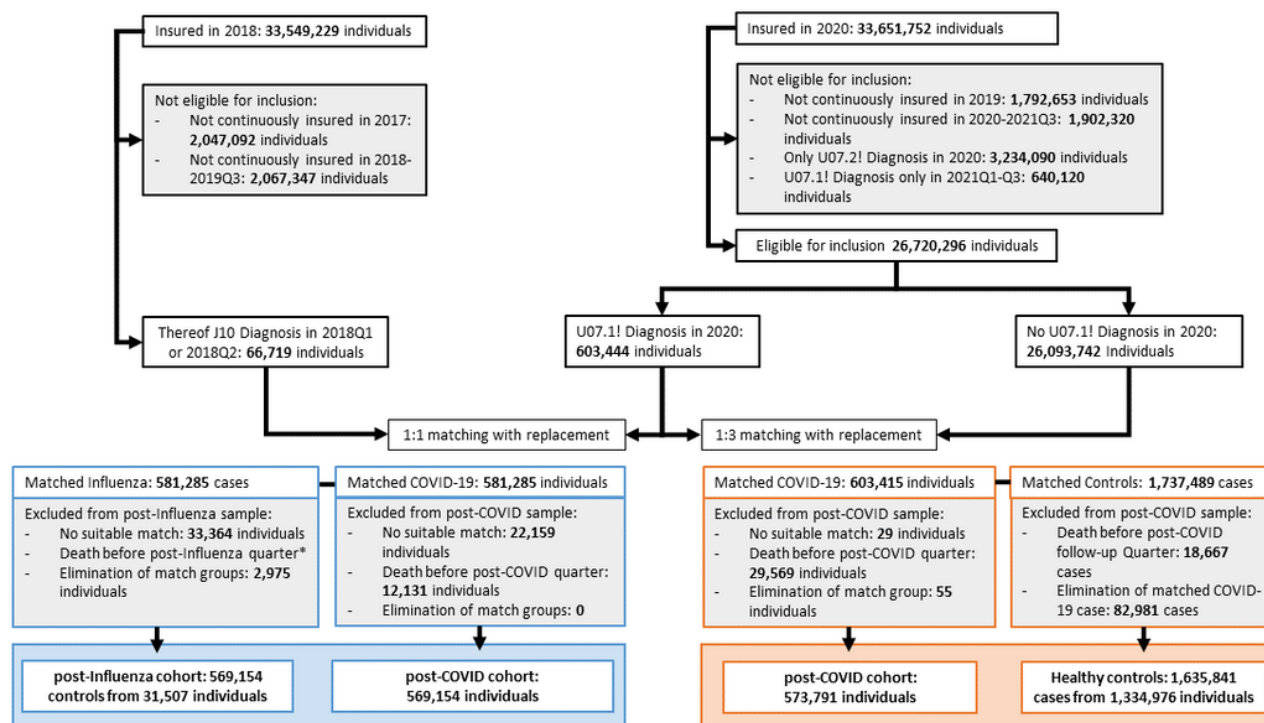 Insured in 2018: 33,549,229 individuals
Not eligible for inclusion:
- Not continuously insured in 2017:
2,047,092 individuals
- Not continuously insured in 2018-
2019Q3: 2,067,347 individuals
Thereof J10 Diagnosis in 2018Q1
or 2018Q2: 66,719 individuals
Insured in 2020: 33,651,752 individuals
Not eligible for inclusion:
- Not continuously insured in 2019: 1,792,653 individuals
- Not continuously insured in 2020-2021Q3: 1,902,320
individuals
- Only U07.2! Diagnosis in 2020: 3,234,090 individuals
- U07.1! Diagnosis only in 2021Q1-Q3: 640,120
individuals
Eligible for inclusion 26,720,296 individuals
U07.1! Diagnosis in 2020:
603,444 individuals
No U07.1! Diagnosis in 2020:
26,093,742 Individuals
1:1 matching with replacement
1:3 matching with replacement
Matched Influenza: 581,285 cases
Excluded from post-Influenza sample:
- No suitable match: 33,364 individuals
- Death before post-Influenza quarter*
- Elimination of match groups: 2,975
individuals
Matched COVID-19: 581,285 individuals
Excluded from post-COVID sample:
- No suitable match: 22,159
individuals
- Death before post-COVID quarter:
12,131 individuals
- Elimination of match groups: 0
Matched COVID-19: 603,415 individuals
Excluded from post-COVID sample:
- No suitable match: 29 individuals
- Death before post-COVID quarter:
29,569 individuals
- Elimination of match group: 55
individuals
Matched Controls: 1,737,489 cases
Excluded from post-COVID sample:
- Death before post-COVID
follow-up Quarter: 18,667
cases
- Elimination of matched COVID-
19 case: 82,981 cases
post-Influenza cohort: 569,154
controls from 31,507 individuals
post-COVID cohort:
569,154 individuals
post-COVID cohort:
573,791 individuals
Healthy controls: 1,635,841
cases from 1,334,976 individuals